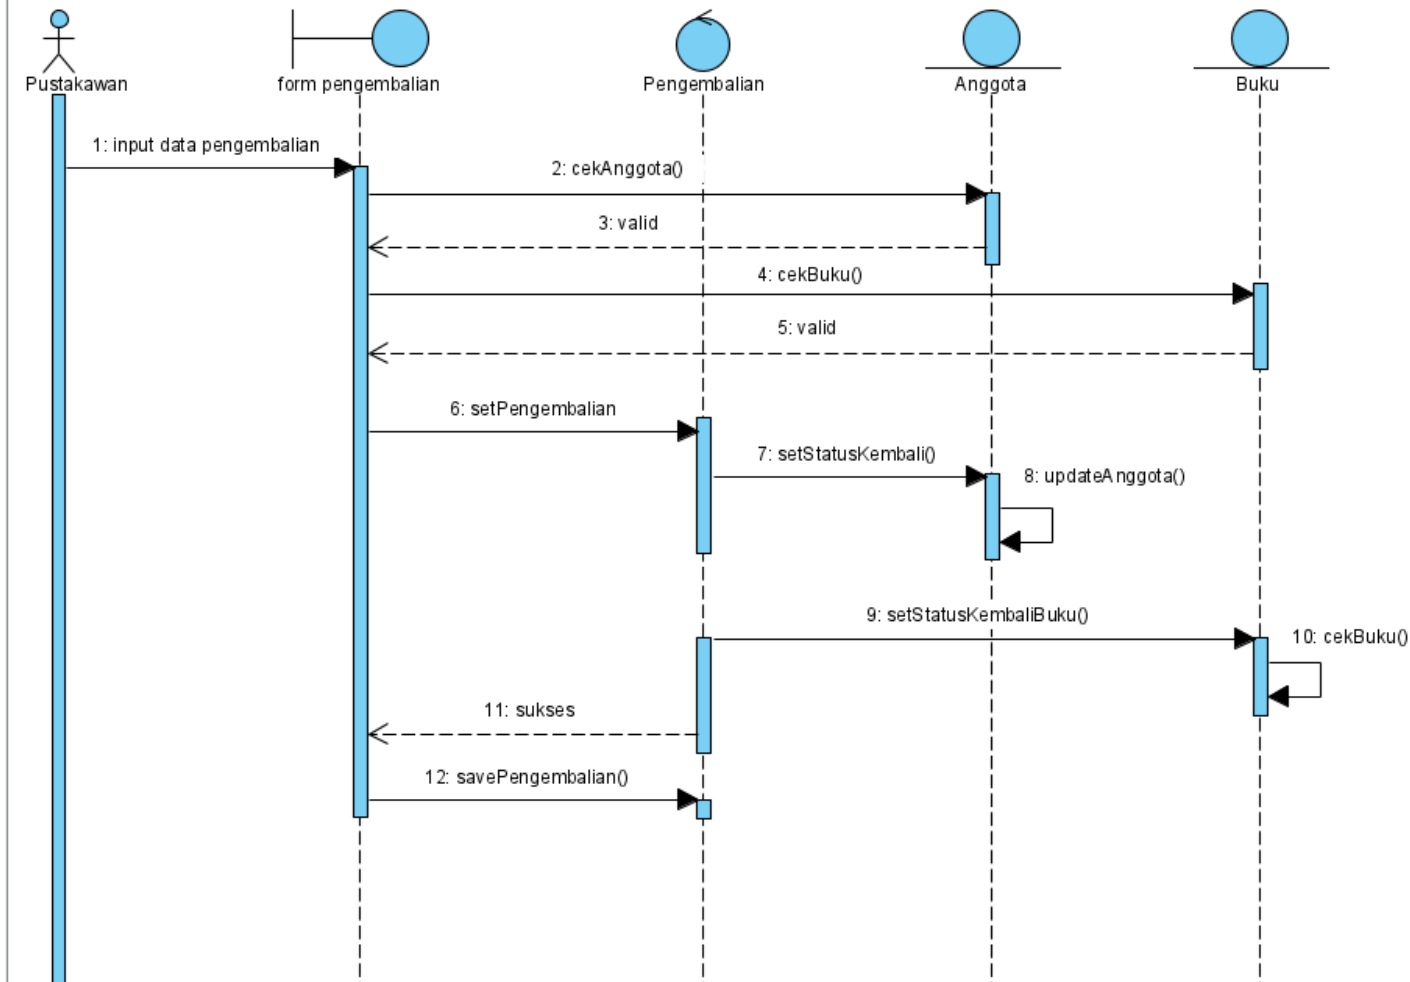 Pustakawan
form pengembalian
Pengembalian
Anggota
Buku
1: input data pengembalian
2: cekAnggota()
3: valid
4: cekBuku()
5: valid
6: setPengembalian
7: setStatusKembali()
8: updateAnggota()
9: setStatusKembaliBuku()
10: cekBuku()
11: sukses
12: savePengembalian()